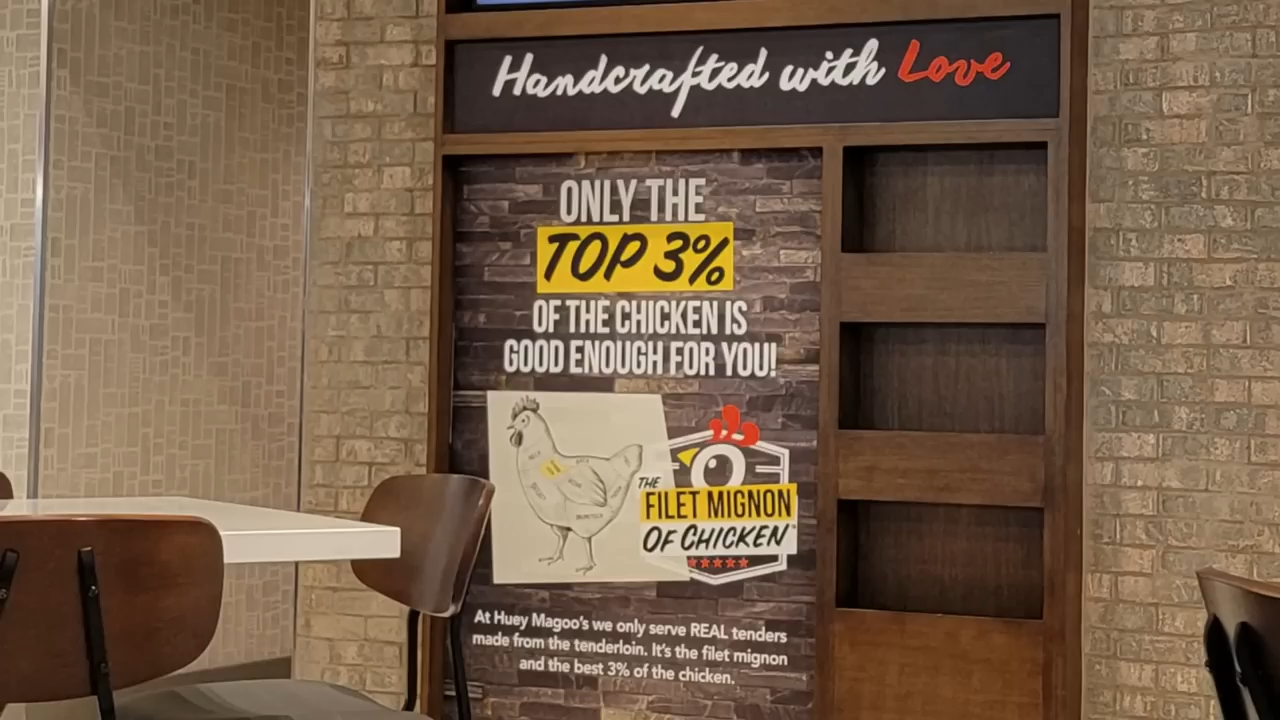 Handcrafted with Love
ONLY THE
TOP 3%
OF THE CHICKEN IS
GOOD ENOUGH FOR YOU!
THE
FILET MIGNON
OF CHICKEN™
At Huey Magoo's we only serve REAL tenders
made from the tenderloin. It's the filet mignon
and the best 3% of the chicken.